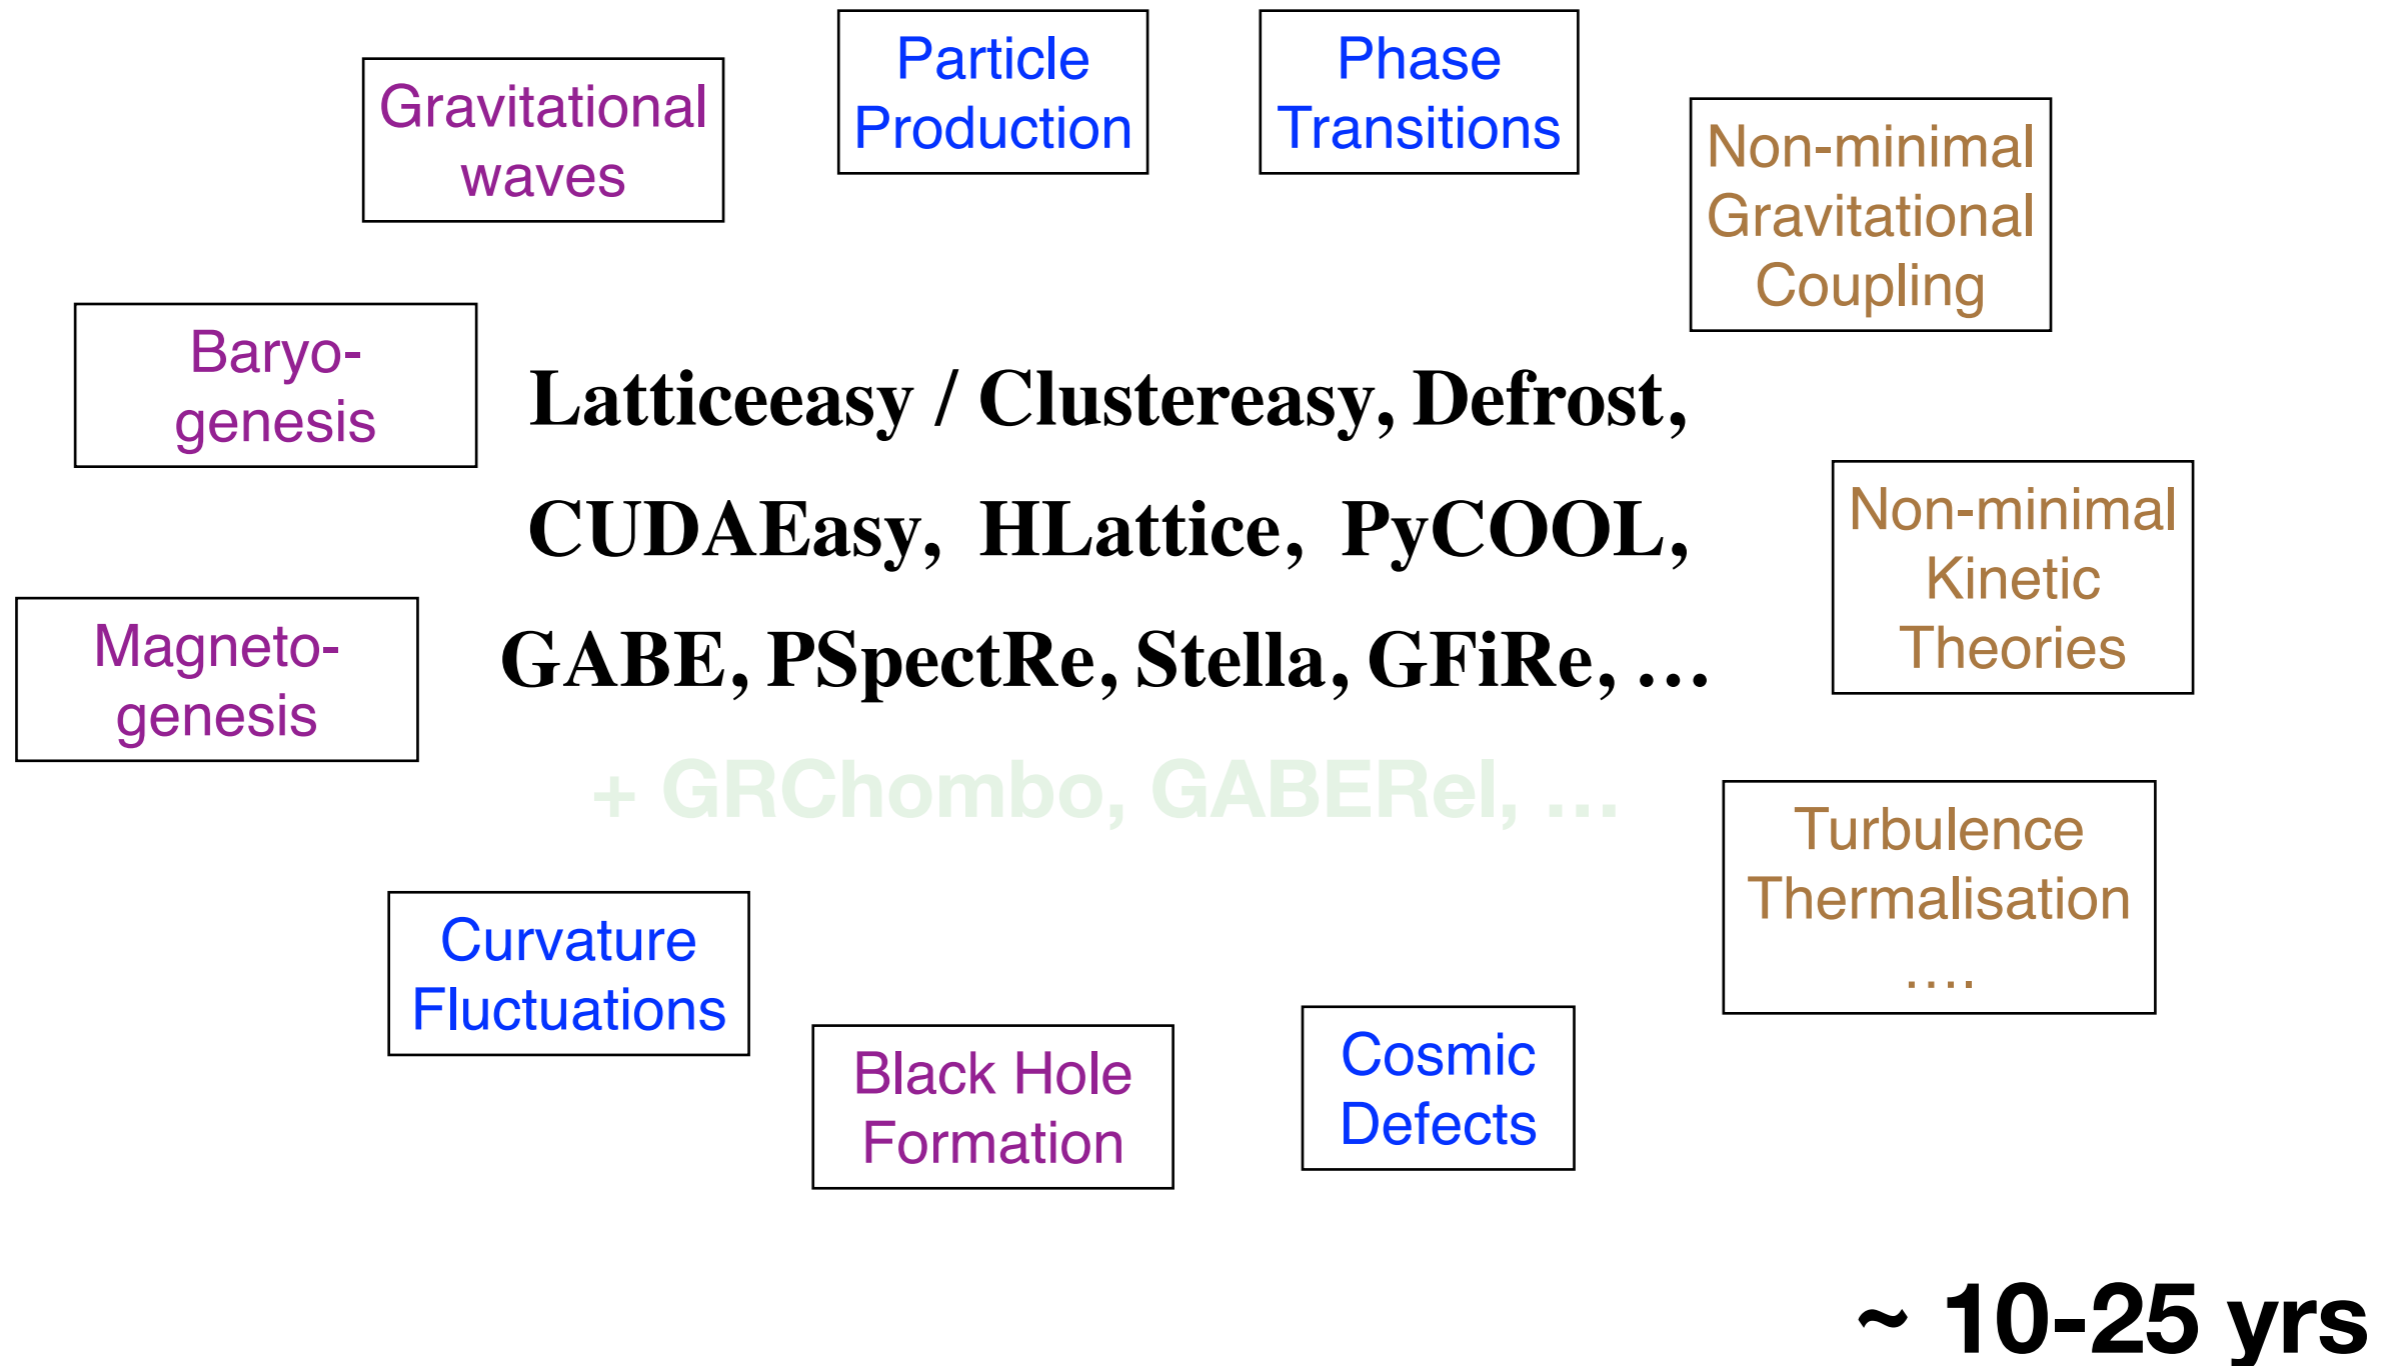 Gravitational
waves
Particle
Production
Phase
Transitions
Non-minimal
Gravitational
Coupling
Baryo-
genesis
Latticeeasy / Clustereasy, Defrost,
CUDAEasy, HLattice, PyCOOL,
GABE, PSpectRe, Stella, GFiRe, …
+ GRChombo, GABERel, …
Magneto-
genesis
Non-minimal
Kinetic
Theories
Turbulence
Thermalisation
….
Curvature
Fluctuations
Black Hole
Formation
Cosmic
Defects
~ 10-25 yrs